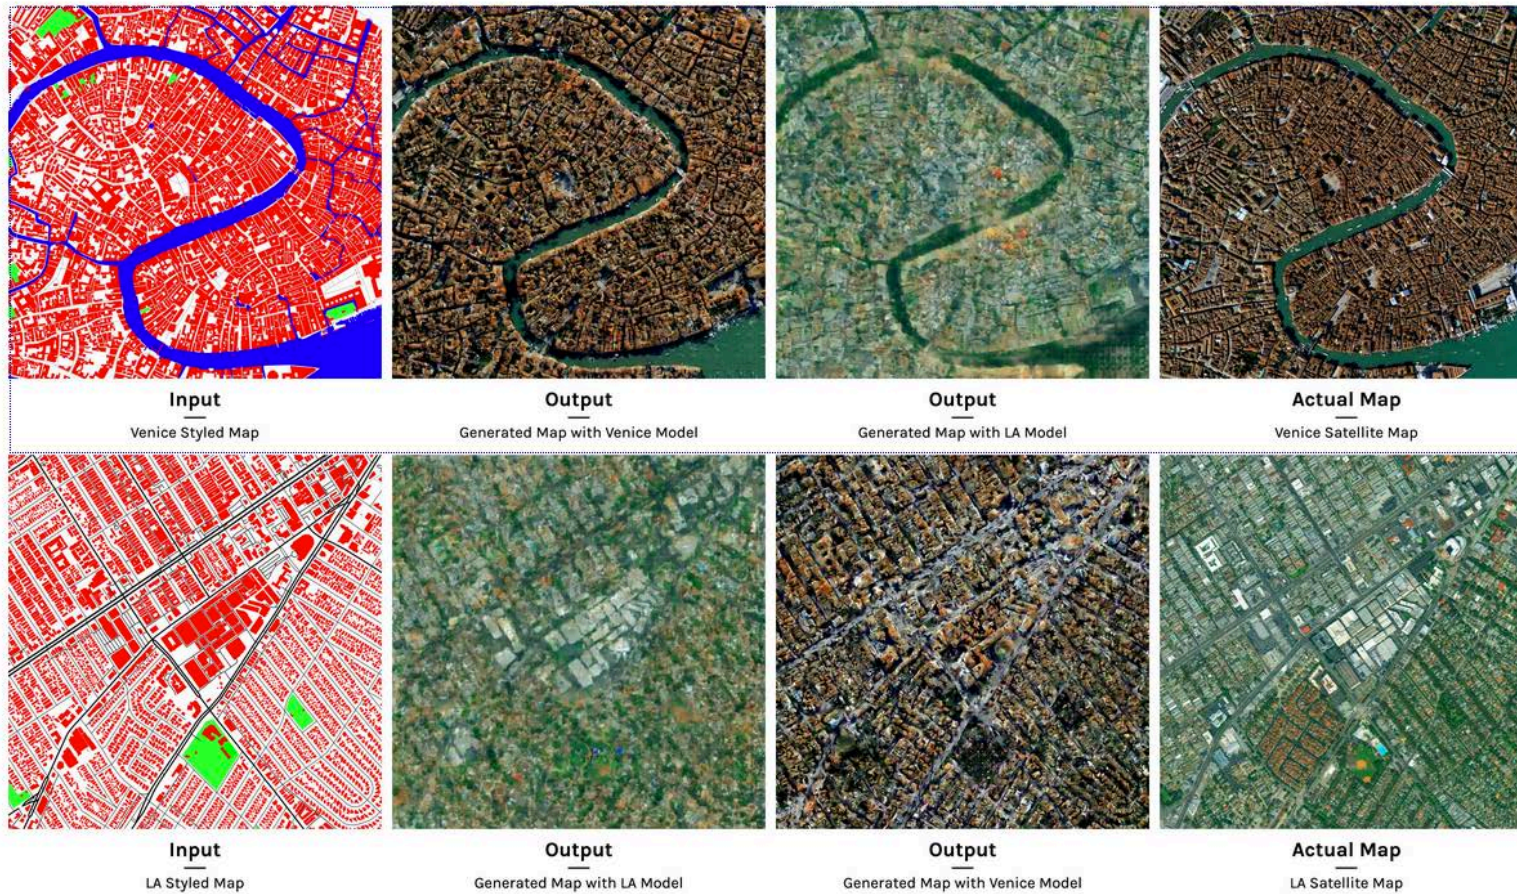 Input
Venice Styled Map
Output
Generated Map with Venice Model
Output
Generated Map with LA Model
Actual Map
Venice Satellite Map
Input
LA Styled Map
Output
Generated Map with LA Model
Output
Generated Map with Venice Model
Actual Map
LA Satellite Map